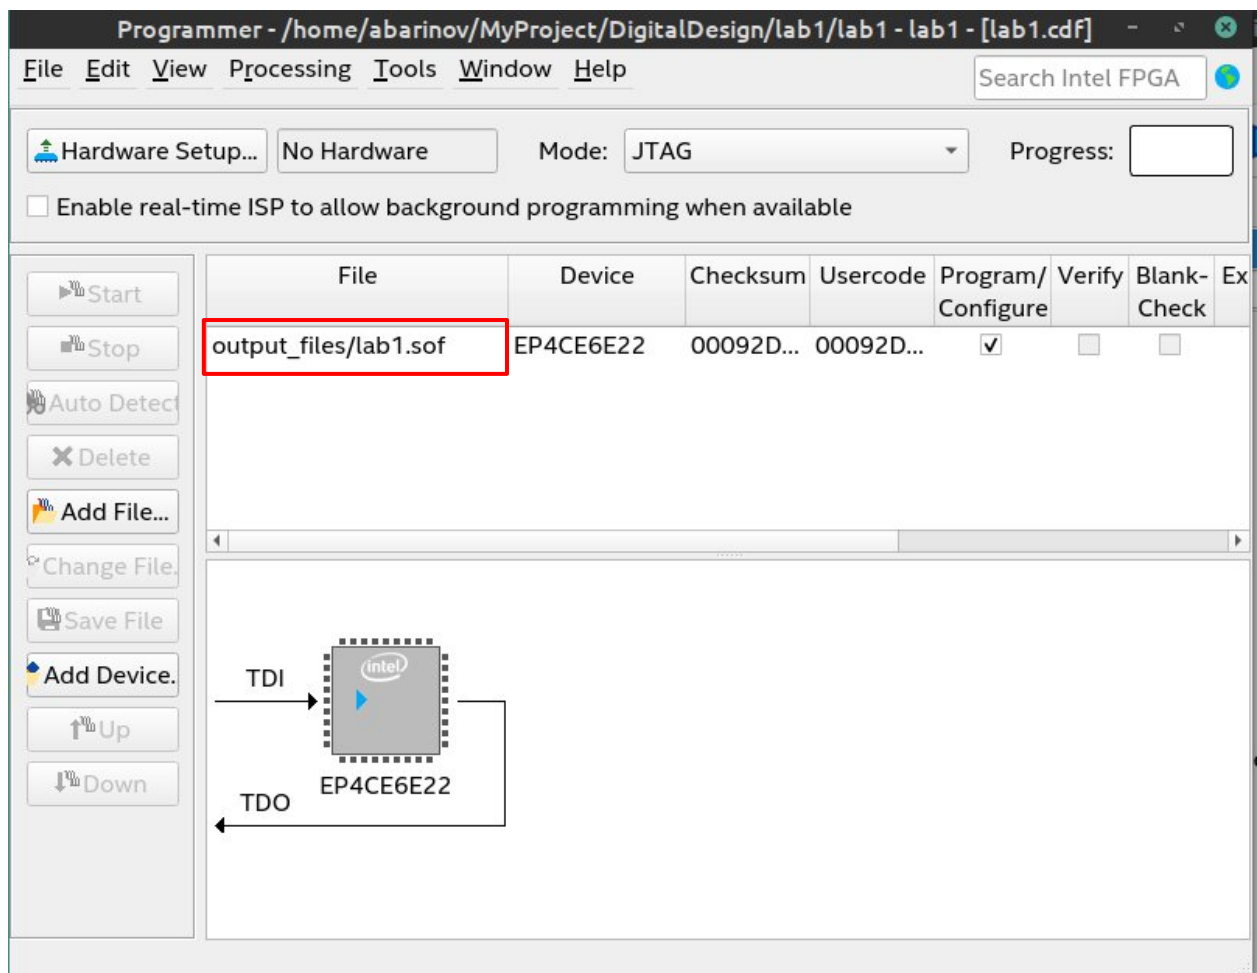 Programmer - /home/abarinov/MyProject/DigitalDesign/lab1/lab1 - lab1 - [lab1.cdf]
File Edit View Processing Tools Window Help
Search Intel FPGA
Hardware Setup... No Hardware Mode: JTAG Progress:
Enable real-time ISP to allow background programming when available
File Device Checksum Usercode Program/ Verify Blank- Ex
Configure Check
Start
output_files/lab1.sof EP4CE6E22 00092D... 00092D...
Stop
Auto Detect
Delete
Add File...
Change File.
Save File
Add Device.
Up
Down
intel
TDI
EP4CE6E22
TDO